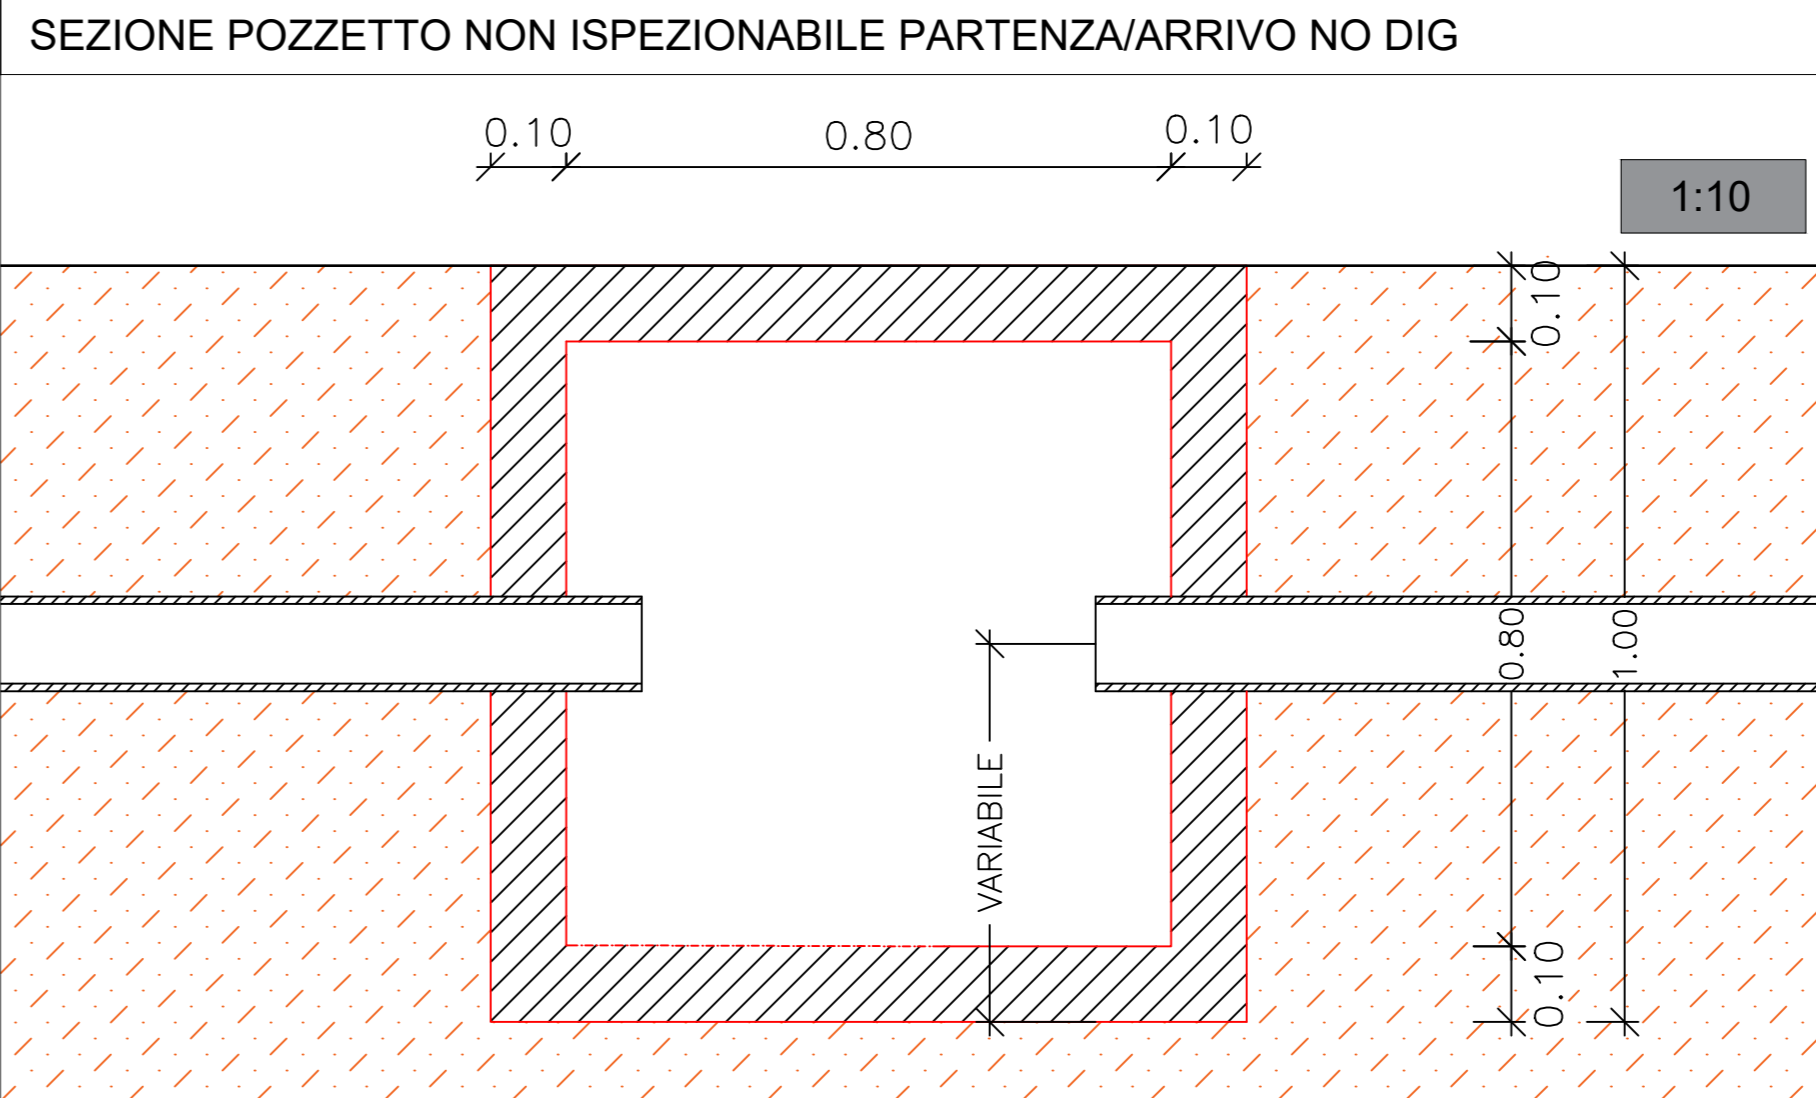 SEZIONE POZZETTO NON ISPEZIONABILE PARTENZA/ARRIVO NO DIG
0.10 0.80 0.10
1:10
0.10
0.80
1.00
VARIABILE
0.10